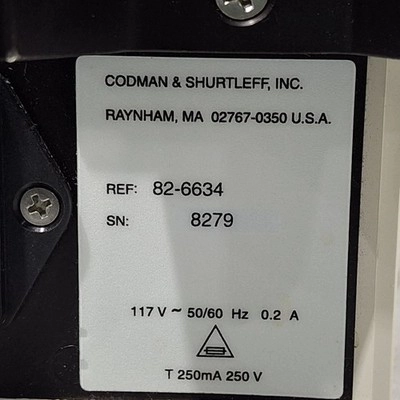 CODMAN & SHURTLEFF, INC.
RAYNHAM, MA 02767-0350 U.S.A.
REF: 82-6634
SN: 8279
117 V ~ 50/60 Hz 0.2 A
T 250mA 250 V